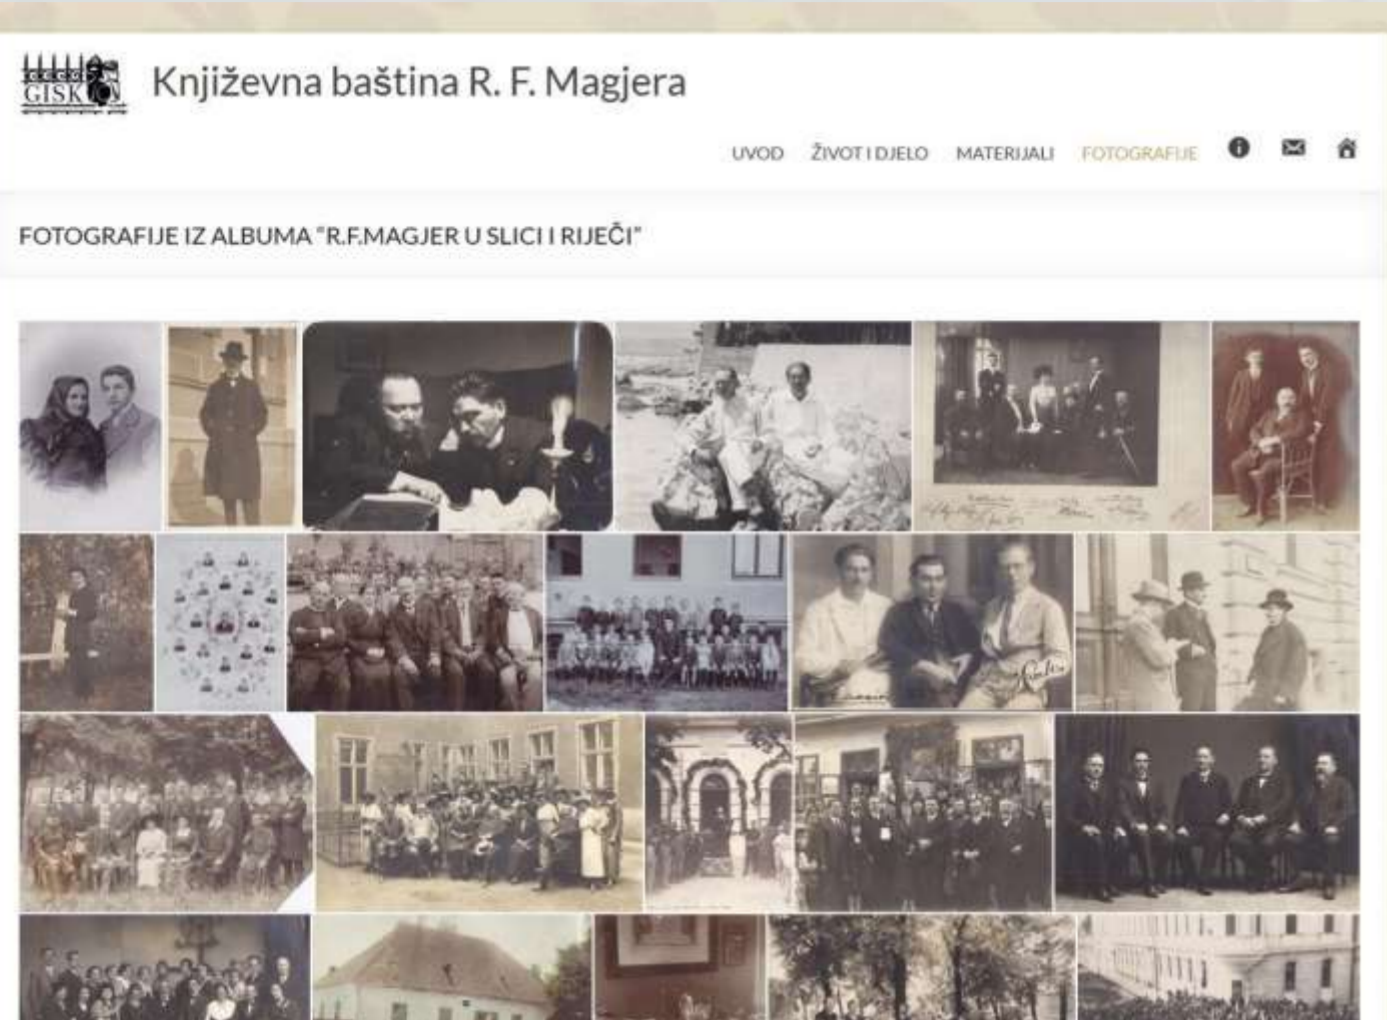 GISKO
Književna baština R. F. Magjera
UVOD ŽIVOT I DJELO MATERIJALI FOTOGRAFIJE
FOTOGRAFIJE IZ ALBUMA “R.F.MAGJER U SLICI I RIJEČI”